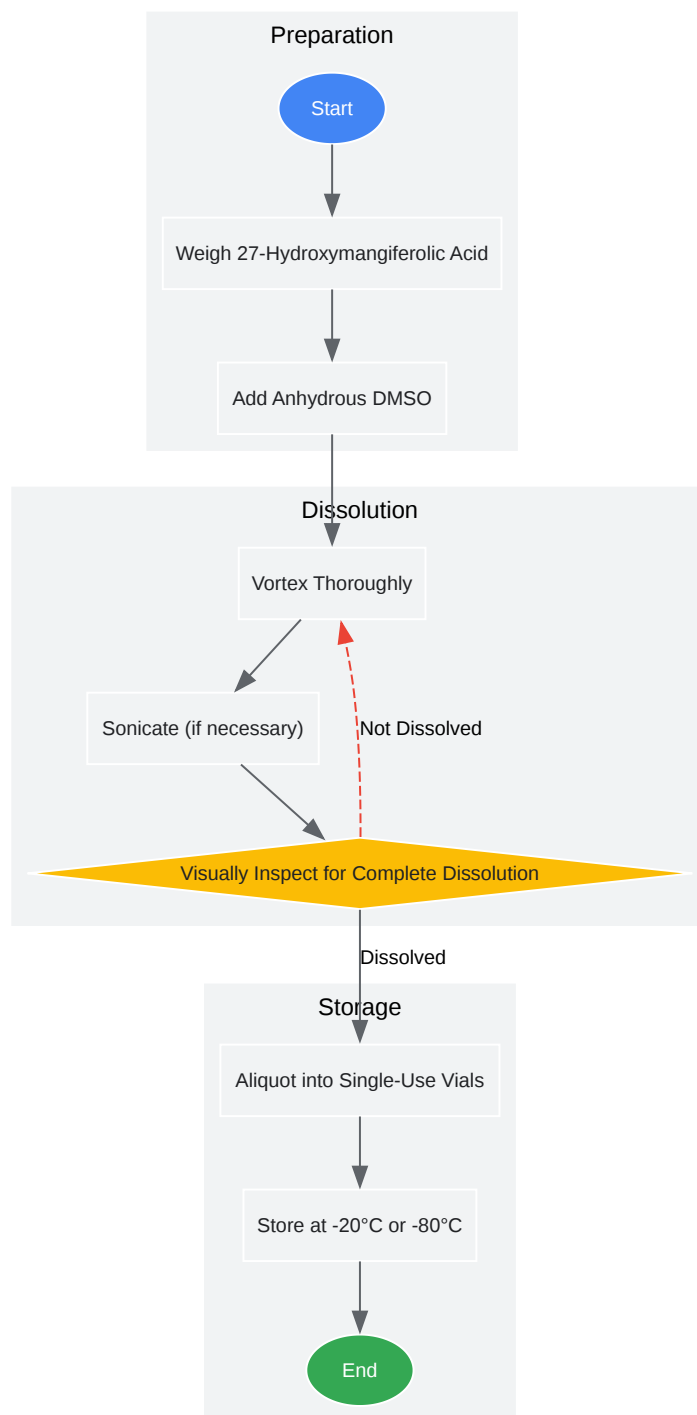 Preparation
Start
Weigh 27-Hydroxymangiferolic Acid
Add Anhydrous DMSO
Dissolution
Vortex Thoroughly
Sonicate (if necessary)
Not Dissolved
Visually Inspect for Complete Dissolution
Dissolved
Storage
Aliquot into Single-Use Vials
Store at -20°C or -80°C
End